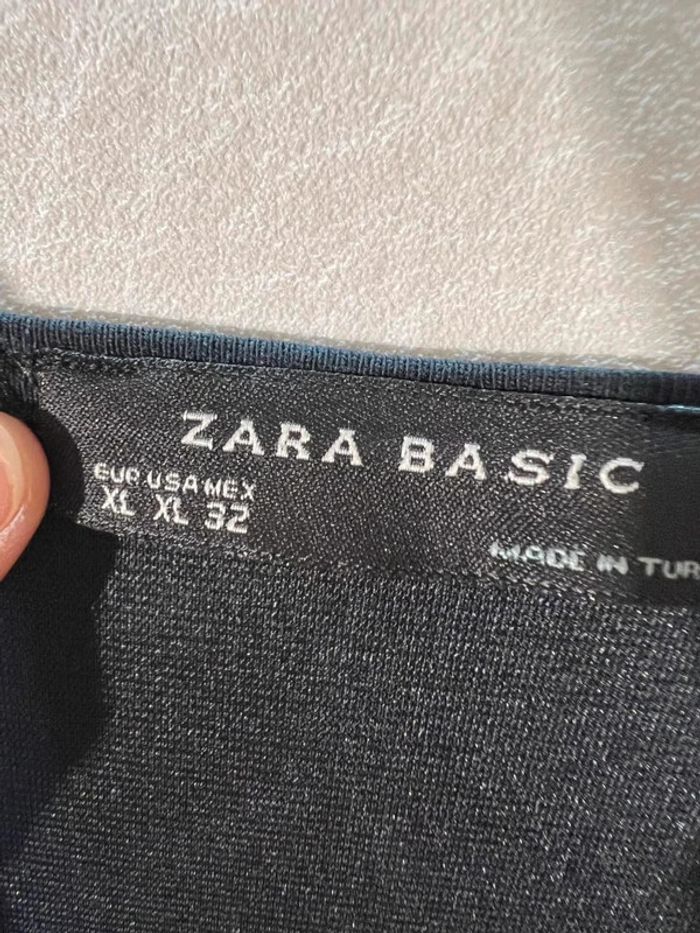 ZARA BASIC
EUR USA MEX
XL XL 32
MADE IN TUR